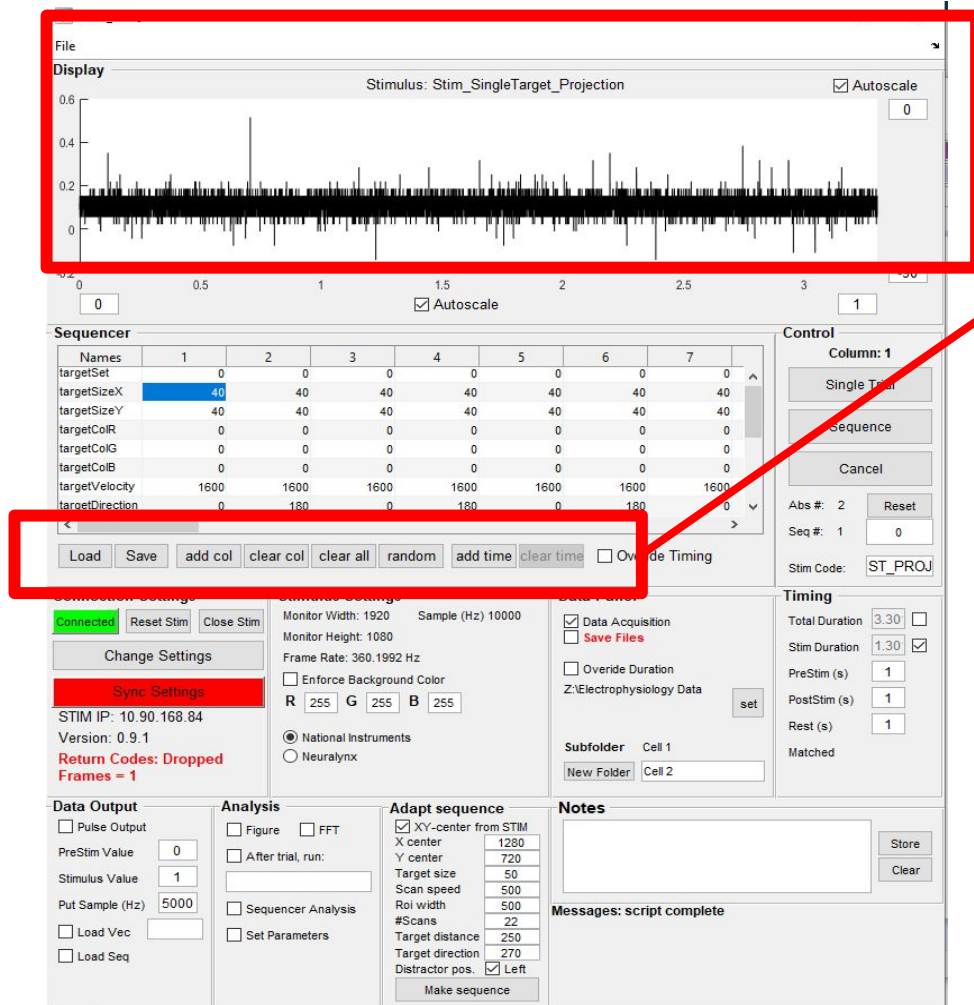 File
Display
Stimulus: Stim_SingleTarget_Projection
Autoscale
0.6
0
0.4
0.2
0
0 0.5 1 1.5 2 2.5 3
0 Autoscale 1
Sequencer
Names 1 2 3 4 5 6 7
targetSet 0 0 0 0 0 0 0
targetSizeX 40 40 40 40 40 40 40
targetSizeY 40 40 40 40 40 40 40
targetColR 0 0 0 0 0 0 0
targetColG 0 0 0 0 0 0 0
targetColB 0 0 0 0 0 0 0
targetVelocity 1600 1600 1600 1600 1600 1600 1600
targetDirection 0 180 0 180 0 180 0
Load Save add col clear col clear all random add time clear time Override Timing
Control
Column: 1
Single Trial
Sequence
Cancel
Abs #: 2 Reset
Seq #: 1 0
Stim Code: ST_PROJ
Connection Settings
Connected Reset Stim Close Stim
Change Settings
Sync Settings
STIM IP: 10.90.168.84
Version: 0.9.1
Return Codes: Dropped
Frames = 1
Stimulus Settings
Monitor Width: 1920 Sample (Hz) 10000
Monitor Height: 1080
Frame Rate: 360.1992 Hz
Enforce Background Color
R 255 G 255 B 255
National Instruments
Neuralynx
Data Acquisition
Save Files
Overide Duration
Z:\Electrophysiology Data
set
Subfolder Cell 1
New Folder Cell 2
Timing
Total Duration 3.30
Stim Duration 1.30
PreStim (s) 1
PostStim (s) 1
Rest (s) 1
Matched
Data Output
Pulse Output
PreStim Value 0
Stimulus Value 1
Put Sample (Hz) 5000
Load Vec
Load Seq
Analysis
Figure FFT
After trial, run:
Sequencer Analysis
Set Parameters
Adapt sequence
XY-center from STIM
X center 1280
Y center 720
Target size 50
Scan speed 500
Roi width 500
#Scans 22
Target distance 250
Target direction 270
Distractor pos. Left
Make sequence
Notes
Store
Clear
Messages: script complete